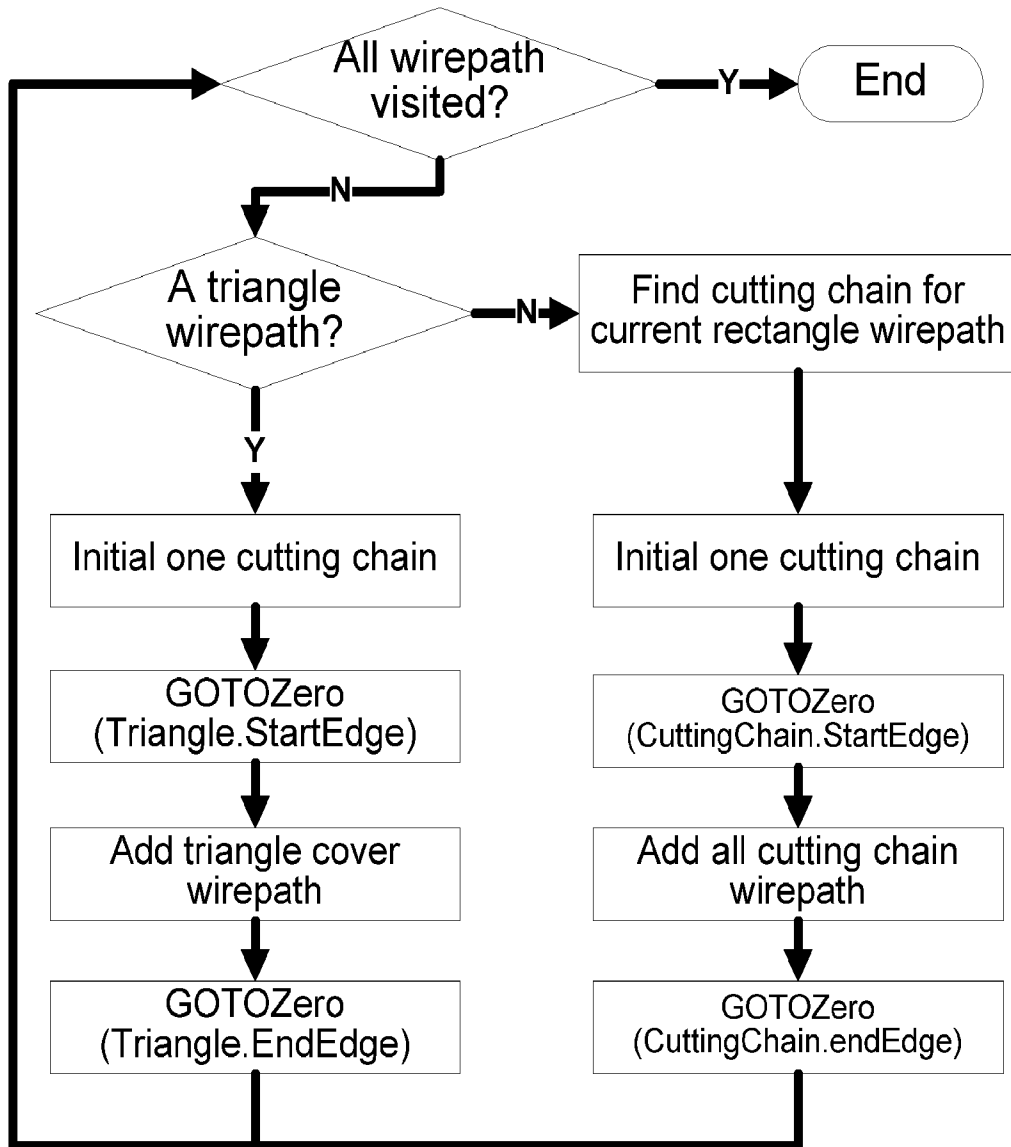 All wirepath
visited?
Y
End
N
A triangle
wirepath?
N
Find cutting chain for
current rectangle wirepath
Y
Initial one cutting chain
GOTOZero
(Triangle.StartEdge)
Add triangle cover
wirepath
GOTOZero
(Triangle.EndEdge)
Initial one cutting chain
GOTOZero
(CuttingChain.StartEdge)
Add all cutting chain
wirepath
GOTOZero
(CuttingChain.endEdge)